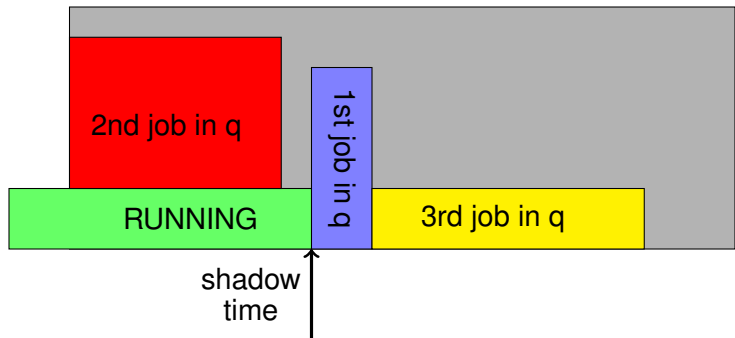 2nd job in q
1st job in q
RUNNING
3rd job in q
shadow
time